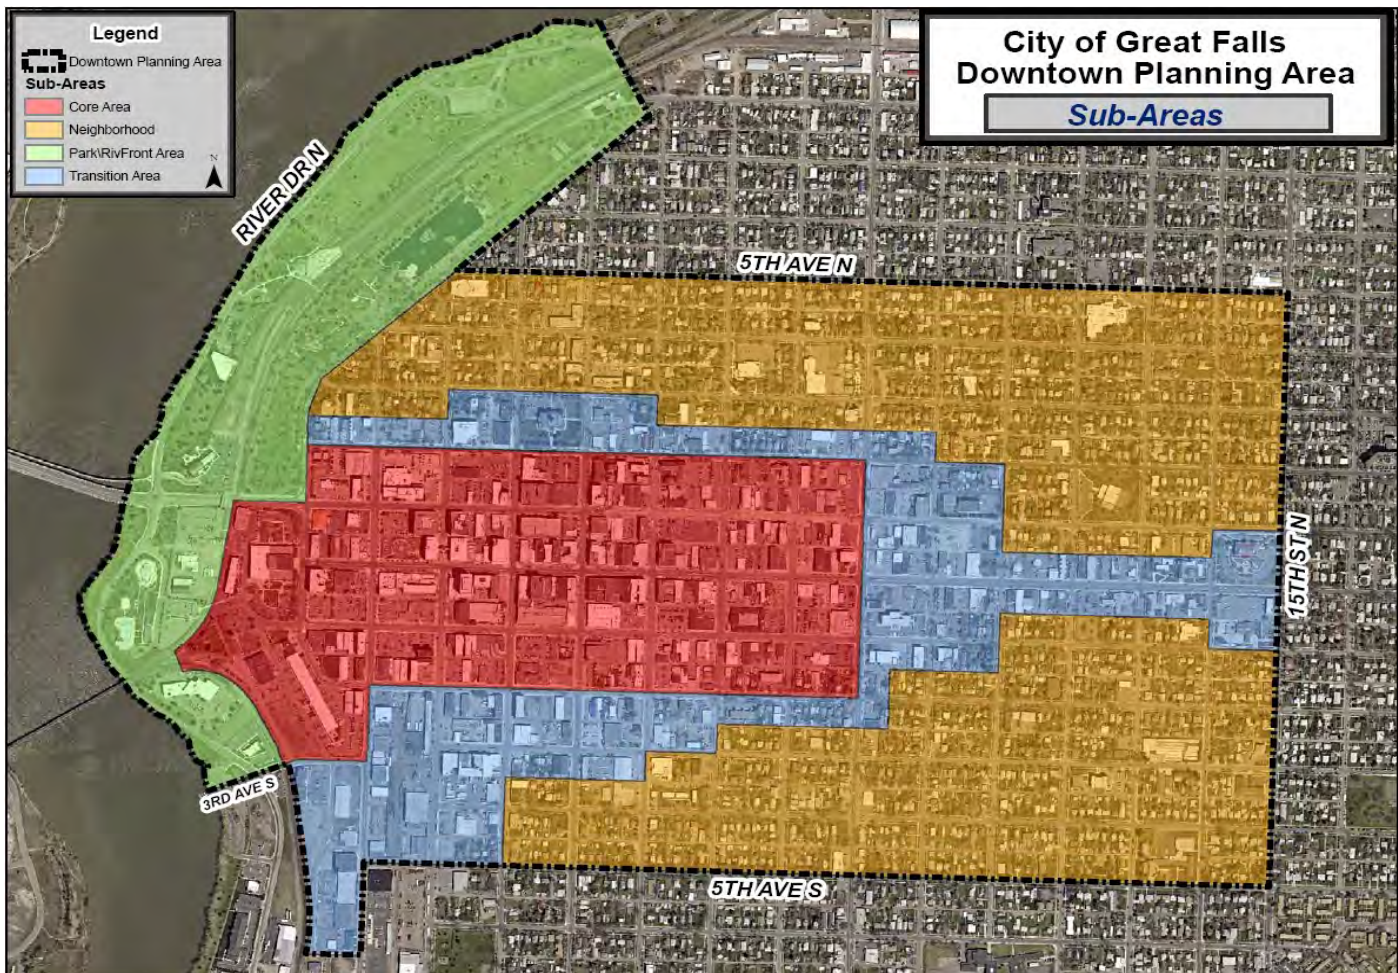 Legend
Downtown Planning Area
Sub-Areas
Core Area
Neighborhood
Park\RivFront Area
Transition Area
N
City of Great Falls
Downtown Planning Area
Sub-Areas
RIVER DR N
5TH AVE N
15TH ST N
3RD AVE S
5TH AVE S